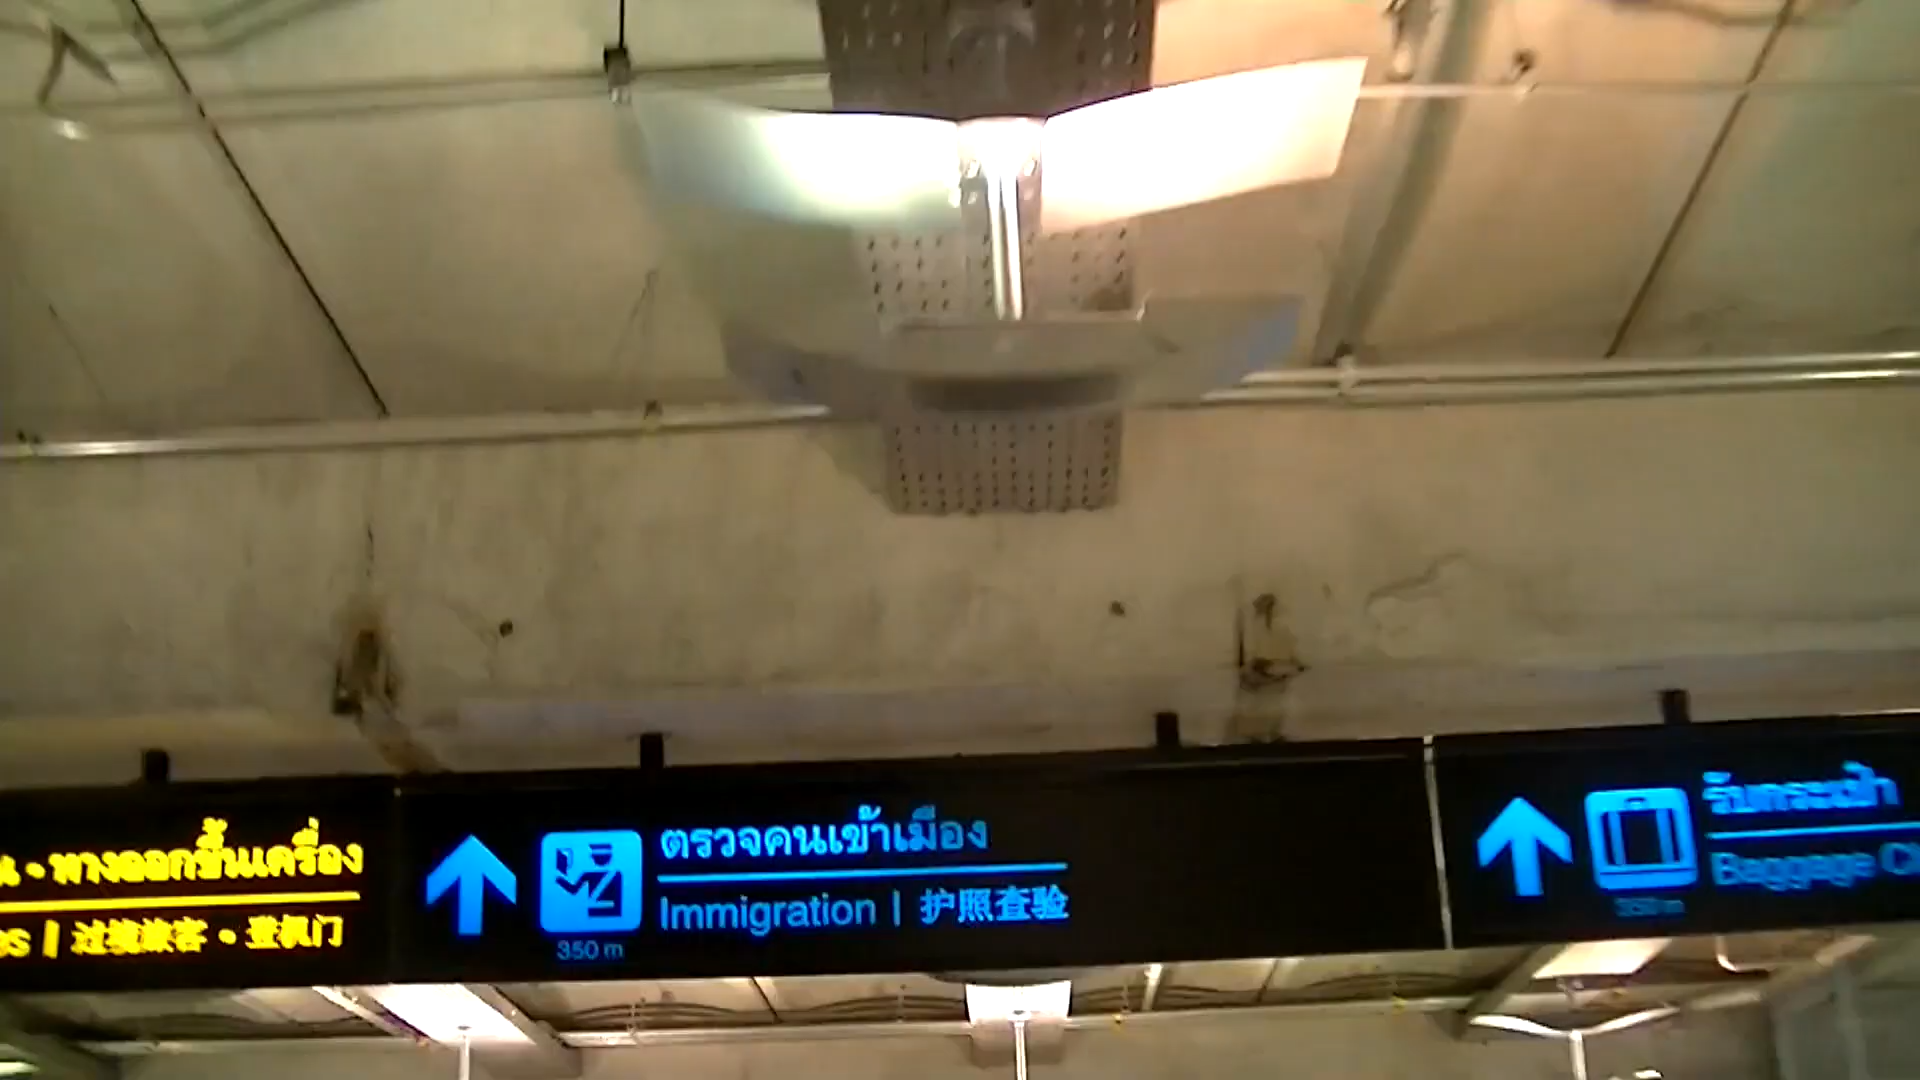 ทางออกขึ้นเครื่อง
过境旅客 • 登机门
ตรวจคนเข้าเมือง
Immigration | 护照查验
350 m
รับกระเป๋า
Baggage
350 m